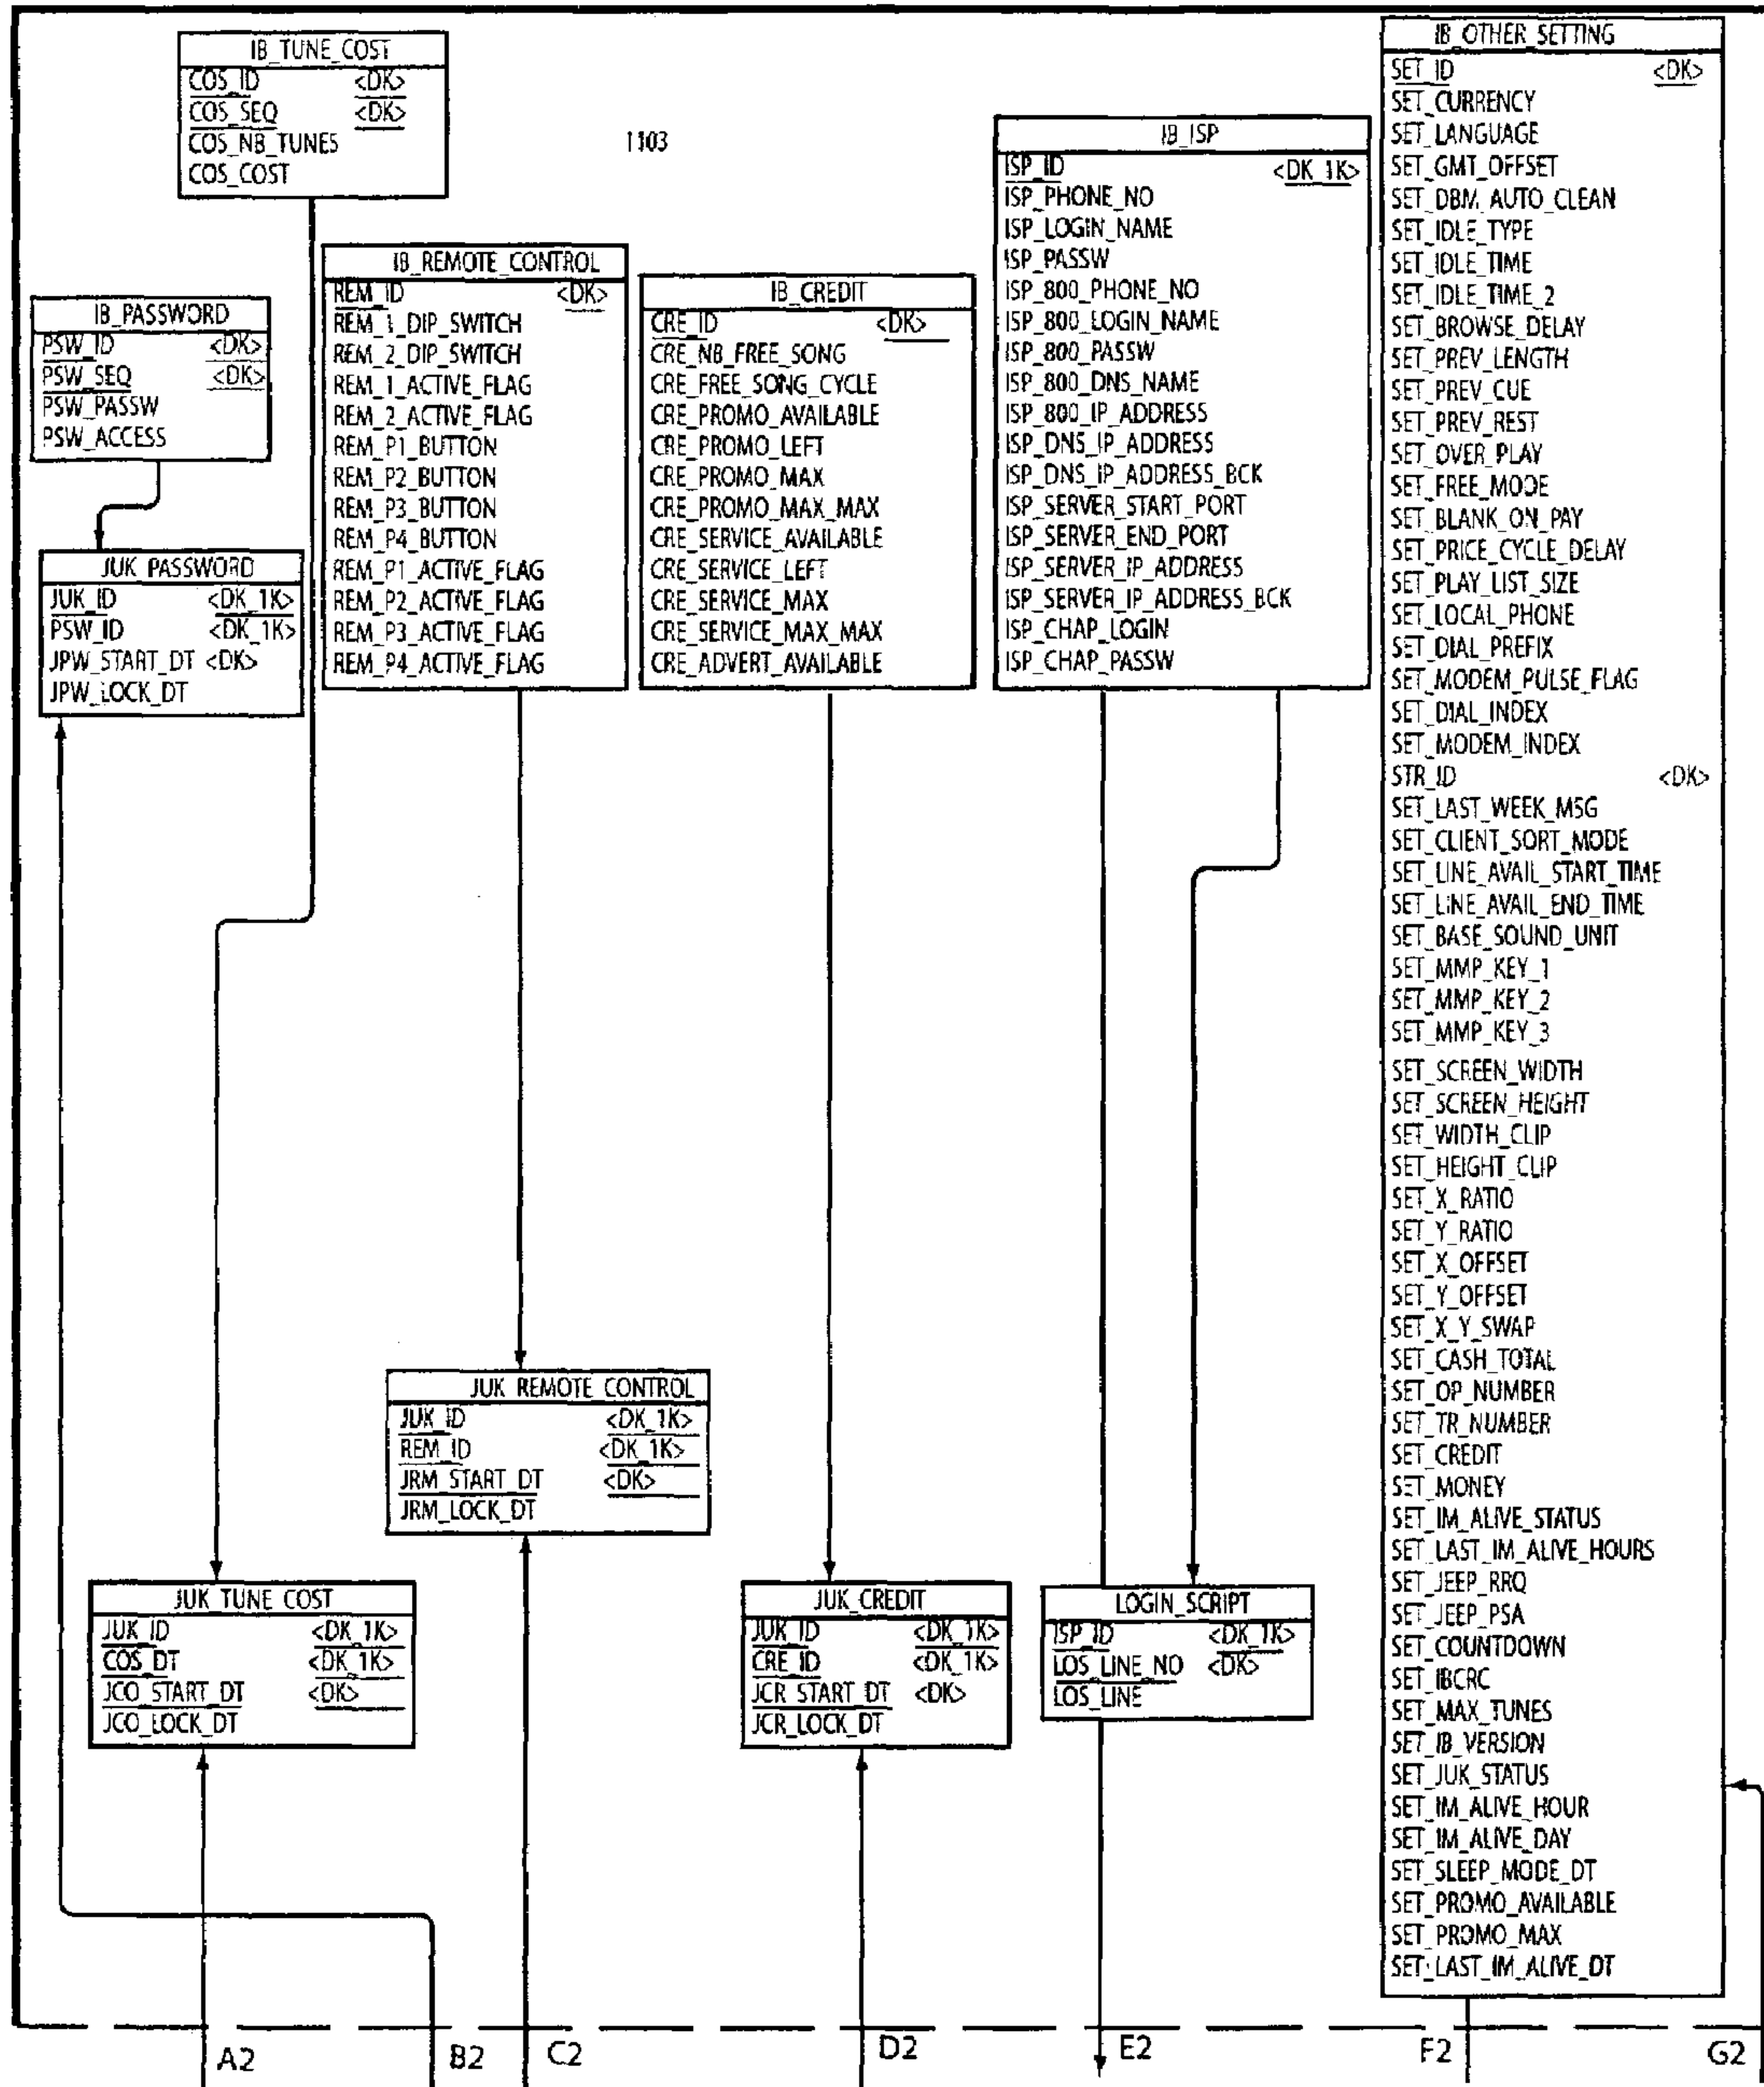 IB_TUNE_COST
COS_ID <DK>
COS_SEQ <DK>
COS_NB_TUNES
COS_COST
1103
IB_PASSWORD
PSW_ID <DK>
PSW_SEQ <DK>
PSW_PASSW
PSW_ACCESS
JUK_PASSWORD
JUK_ID <DK_1K>
PSW_ID <DK_1K>
JPW_START_DT <DK>
JPW_LOCK_DT
IB_REMOTE_CONTROL
REM_ID <DK>
REM_1_DIP_SWITCH
REM_2_DIP_SWITCH
REM_1_ACTIVE_FLAG
REM_2_ACTIVE_FLAG
REM_P1_BUTTON
REM_P2_BUTTON
REM_P3_BUTTON
REM_P4_BUTTON
REM_P1_ACTIVE_FLAG
REM_P2_ACTIVE_FLAG
REM_P3_ACTIVE_FLAG
REM_P4_ACTIVE_FLAG
IB_CREDIT
CRE_ID <DK>
CRE_NB_FREE_SONG
CRE_FREE_SONG_CYCLE
CRE_PROMO_AVAILABLE
CRE_PROMO_LEFT
CRE_PROMO_MAX
CRE_PROMO_MAX_MAX
CRE_SERVICE_AVAILABLE
CRE_SERVICE_LEFT
CRE_SERVICE_MAX
CRE_SERVICE_MAX_MAX
CRE_ADVERT_AVAILABLE
IB_ISP
ISP_ID <DK_1K>
ISP_PHONE_NO
ISP_LOGIN_NAME
ISP_PASSW
ISP_800_PHONE_NO
ISP_800_LOGIN_NAME
ISP_800_PASSW
ISP_800_DNS_NAME
ISP_800_IP_ADDRESS
ISP_DNS_IP_ADDRESS
ISP_DNS_IP_ADDRESS_BCK
ISP_SERVER_START_PORT
ISP_SERVER_END_PORT
ISP_SERVER_IP_ADDRESS
ISP_SERVER_IP_ADDRESS_BCK
ISP_CHAP_LOGIN
ISP_CHAP_PASSW
IB_OTHER_SETTING
SET_ID <DK>
SET_CURRENCY
SET_LANGUAGE
SET_GMT_OFFSET
SET_DBM_AUTO_CLEAN
SET_IDLE_TYPE
SET_IDLE_TIME
SET_IDLE_TIME_2
SET_BROWSE_DELAY
SET_PREV_LENGTH
SET_PREV_CUE
SET_PREV_REST
SET_OVER_PLAY
SET_FREE_MODE
SET_BLANK_ON_PAY
SET_PRICE_CYCLE_DELAY
SET_PLAY_LIST_SIZE
SET_LOCAL_PHONE
SET_DIAL_PREFIX
SET_MODEM_PULSE_FLAG
SET_DIAL_INDEX
SET_MODEM_INDEX
STR_ID <DK>
SET_LAST_WEEK_MSG
SET_CLIENT_SORT_MODE
SET_LINE_AVAIL_START_TIME
SET_LINE_AVAIL_END_TIME
SET_BASE_SOUND_UNIT
SET_MMP_KEY_1
SET_MMP_KEY_2
SET_MMP_KEY_3
SET_SCREEN_WIDTH
SET_SCREEN_HEIGHT
SET_WIDTH_CLIP
SET_HEIGHT_CLIP
SET_X_RATIO
SET_Y_RATIO
SET_X_OFFSET
SET_Y_OFFSET
SET_X_Y_SWAP
SET_CASH_TOTAL
SET_OP_NUMBER
SET_TR_NUMBER
SET_CREDIT
SET_MONEY
SET_IM_ALIVE_STATUS
SET_LAST_IM_ALIVE_HOURS
SET_JEEP_RRQ
SET_JEEP_PSA
SET_COUNTDOWN
SET_IBCRC
SET_MAX_TUNES
SET_IB_VERSION
SET_JUK_STATUS
SET_IM_ALIVE_HOUR
SET_IM_ALIVE_DAY
SET_SLEEP_MODE_DT
SET_PROMO_AVAILABLE
SET_PROMO_MAX
SET_LAST_IM_ALIVE_DT
JUK_REMOTE_CONTROL
JUK_ID <DK_1K>
REM_ID <DK_1K>
JRM_START_DT <DK>
JRM_LOCK_DT
JUK_TUNE_COST
JUK_ID <DK_1K>
COS_DT <DK_1K>
JCO_START_DT <DK>
JCO_LOCK_DT
JUK_CREDIT
JUK_ID <DK_1K>
CRE_ID <DK_1K>
JCR_START_DT <DK>
JCR_LOCK_DT
LOGIN_SCRIPT
ISP_ID <DK_1K>
LOS_LINE_NO <DK>
LOS_LINE
A2 B2 C2 D2 E2 F2 G2